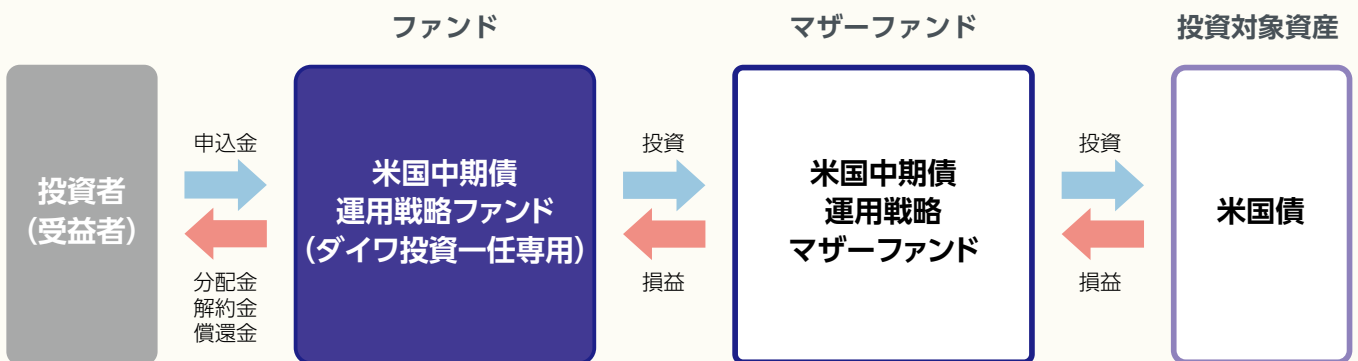 ファンド
マザーファンド
投資対象資産
投資者
（受益者）
申込金
分配金
解約金
償還金
米国中期債
運用戦略ファンド
（ダイワ投資一任専用）
投資
損益
米国中期債
運用戦略
マザーファンド
投資
損益
米国債